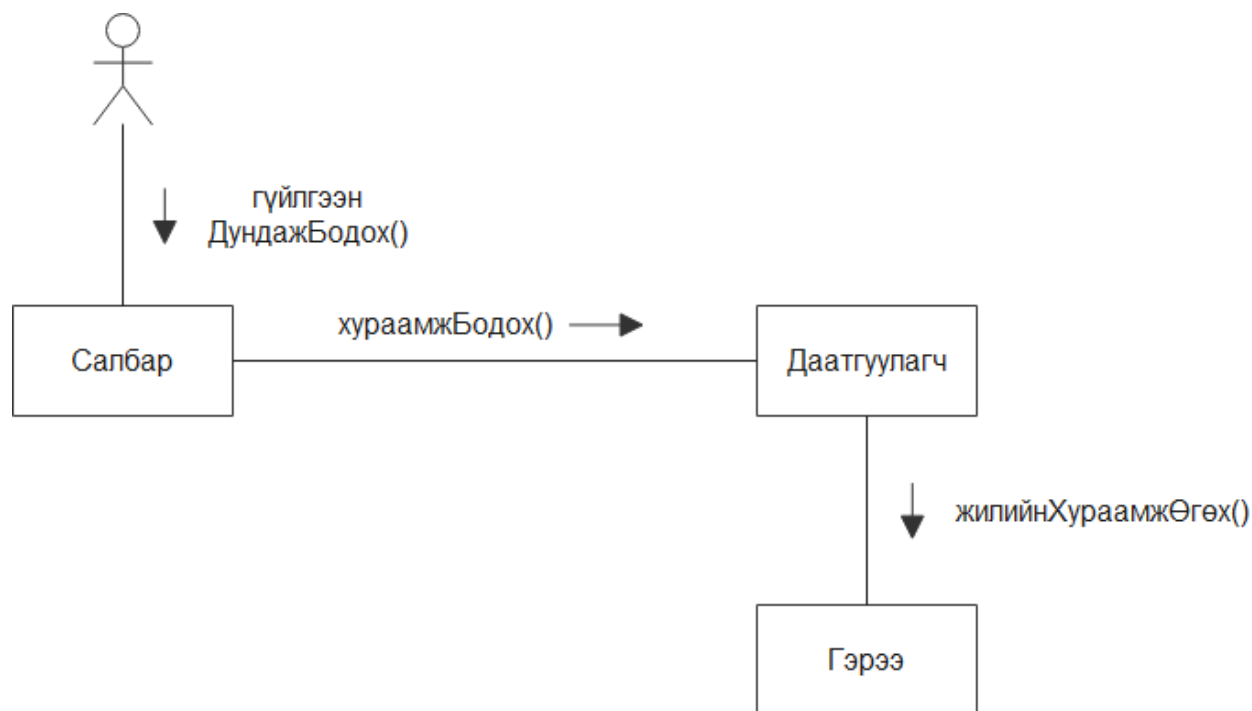 гүйлгээн
ДундажБодох()
хураамжБодох()
Салбар
Даатгуулагч
жилийнХураамжӨгөх()
Гэрээ